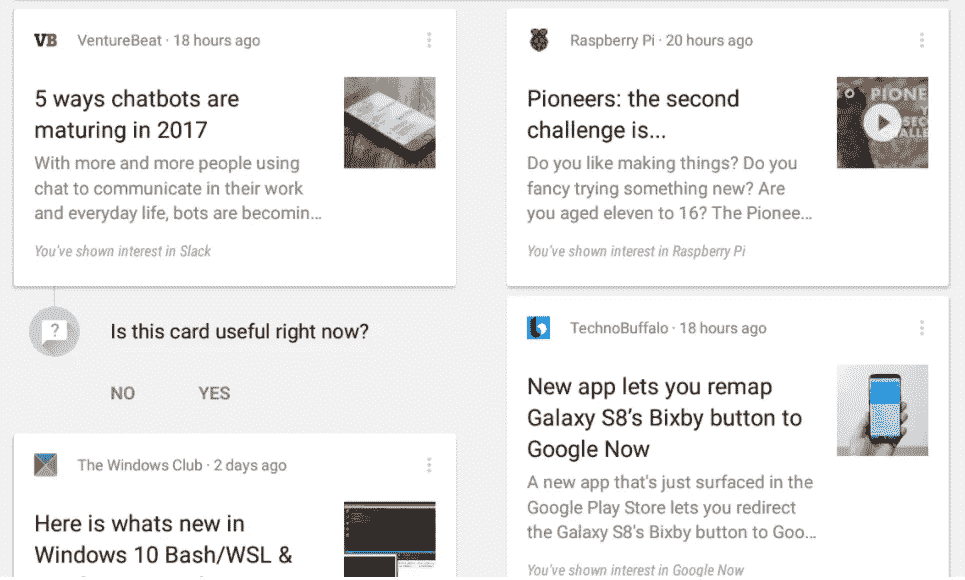 VB VentureBeat · 18 hours ago
5 ways chatbots are
maturing in 2017
With more and more people using
chat to communicate in their work
and everyday life, bots are becomin...
You've shown interest in Slack
Is this card useful right now?
NO YES
The Windows Club · 2 days ago
Here is whats new in
Windows 10 Bash/WSL &
Raspberry Pi · 20 hours ago
Pioneers: the second
challenge is...
Do you like making things? Do you
fancy trying something new? Are
you aged eleven to 16? The Pionee...
You've shown interest in Raspberry Pi
PIONE
TechnoBuffalo · 18 hours ago
New app lets you remap
Galaxy S8’s Bixby button to
Google Now
A new app that's just surfaced in the
Google Play Store lets you redirect
the Galaxy S8's Bixby button to Goo...
You've shown interest in Google Now